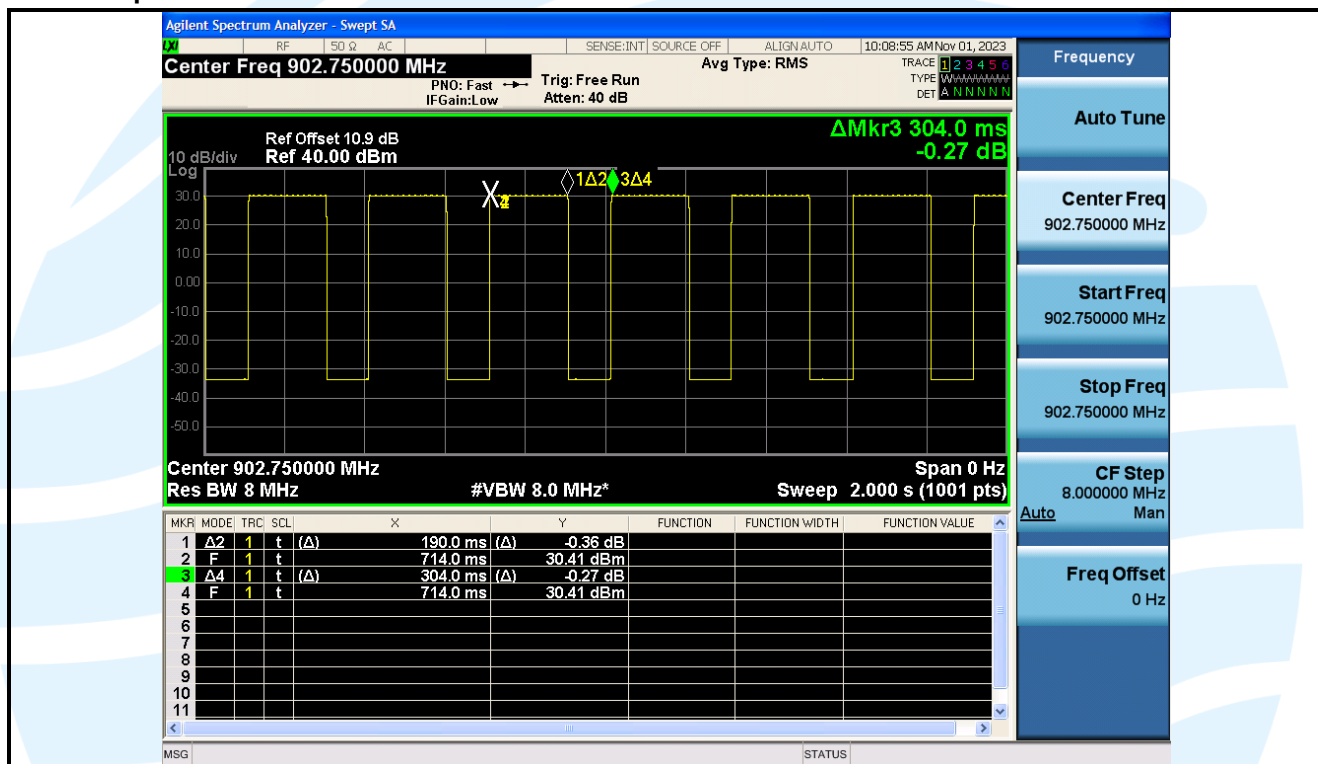 Agilent Spectrum Analyzer - Swept SA
LXI RF 50 Ω AC SENSE:INT SOURCE OFF ALIGN AUTO 10:08:55 AM Nov 01, 2023
Center Freq 902.750000 MHz Avg Type: RMS TRACE 1 2 3 4 5 6
PNO: Fast Trig: Free Run TYPE WWWWWW
IFGain:Low Atten: 40 dB DET A N N N N N
ΔMkr3 304.0 ms
-0.27 dB
Ref Offset 10.9 dB
10 dB/div Ref 40.00 dBm
Log
1Δ2 3Δ4
30.0
20.0
10.0
0.00
-10.0
-20.0
-30.0
-40.0
-50.0
Center 902.750000 MHz Span 0 Hz
Res BW 8 MHz #VBW 8.0 MHz* Sweep 2.000 s (1001 pts)
MKR MODE TRC SCL X Y FUNCTION FUNCTION WIDTH FUNCTION VALUE
1 Δ2 1 t (Δ) 190.0 ms (Δ) -0.36 dB
2 F 1 t 714.0 ms 30.41 dBm
3 Δ4 1 t (Δ) 304.0 ms (Δ) -0.27 dB
4 F 1 t 714.0 ms 30.41 dBm
5
6
7
8
9
10
11
MSG STATUS
Frequency
Auto Tune
Center Freq
902.750000 MHz
Start Freq
902.750000 MHz
Stop Freq
902.750000 MHz
CF Step
8.000000 MHz
Auto Man
Freq Offset
0 Hz